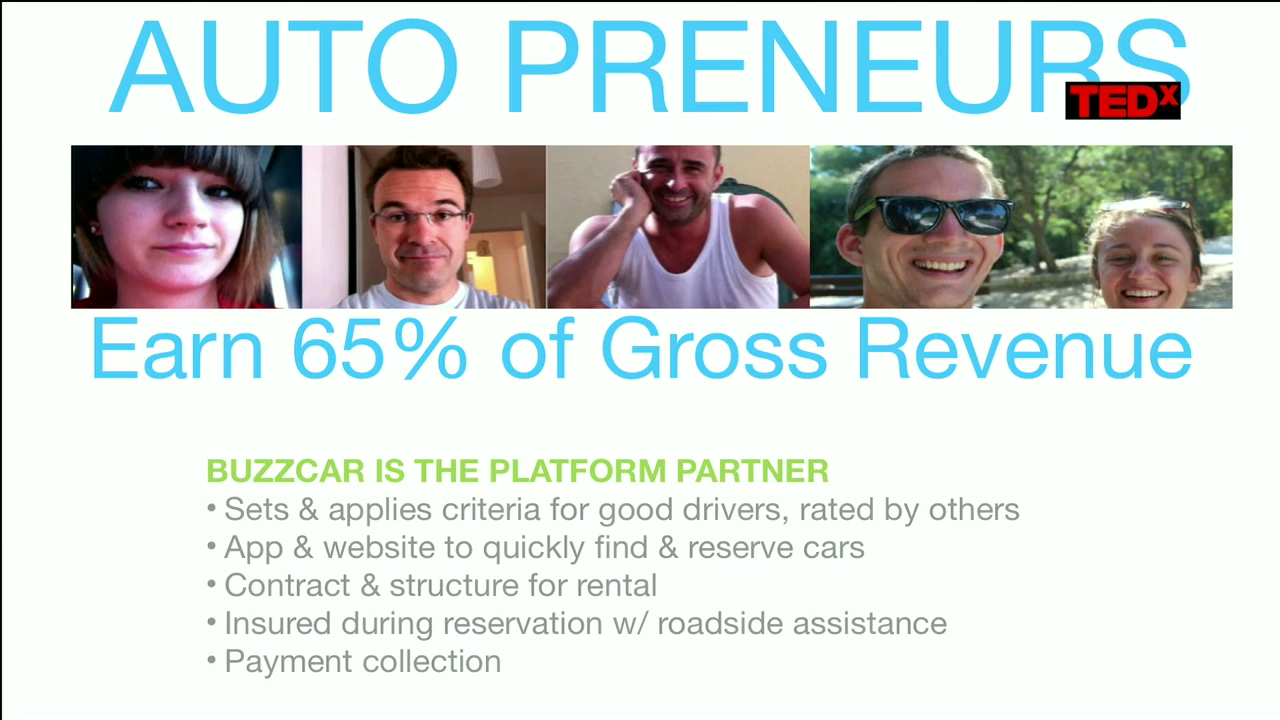 AUTO PRENEURS
TEDx
Earn 65% of Gross Revenue
BUZZCAR IS THE PLATFORM PARTNER
• Sets & applies criteria for good drivers, rated by others
• App & website to quickly find & reserve cars
• Contract & structure for rental
• Insured during reservation w/ roadside assistance
• Payment collection